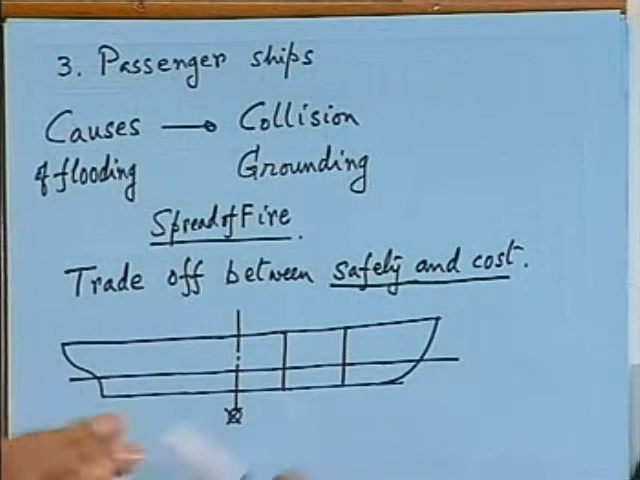 3. Passenger ships
Causes → Collision
of flooding Grounding
Spread of Fire.
Trade off between safety and cost.